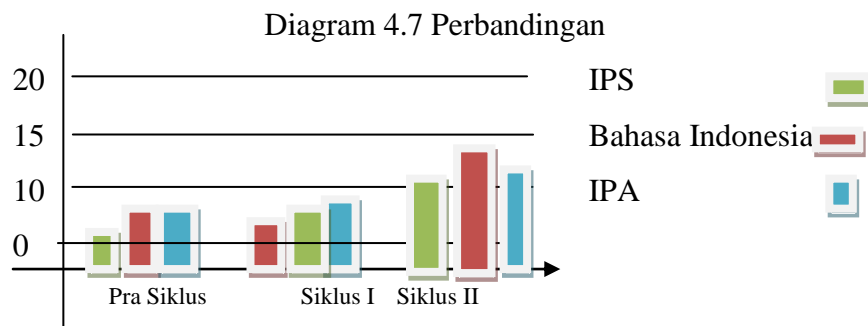 Diagram 4.7 Perbandingan
20
15
10
0
Pra Siklus
Siklus I
Siklus II
IPS
Bahasa Indonesia
IPA